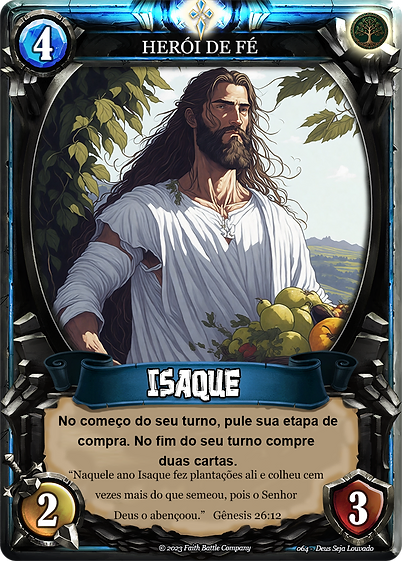 4
HERÓI DE FÉ
ISAQUE
No começo do seu turno, pule sua etapa de
compra. No fim do seu turno compre
duas cartas.
“Naquele ano Isaque fez plantações ali e colheu cem
vezes mais do que semeou, pois o Senhor
Deus o abençoou.” Gênesis 26:12
2
3
© 2023 Faith Battle Company
064 Deus Seja Louvado